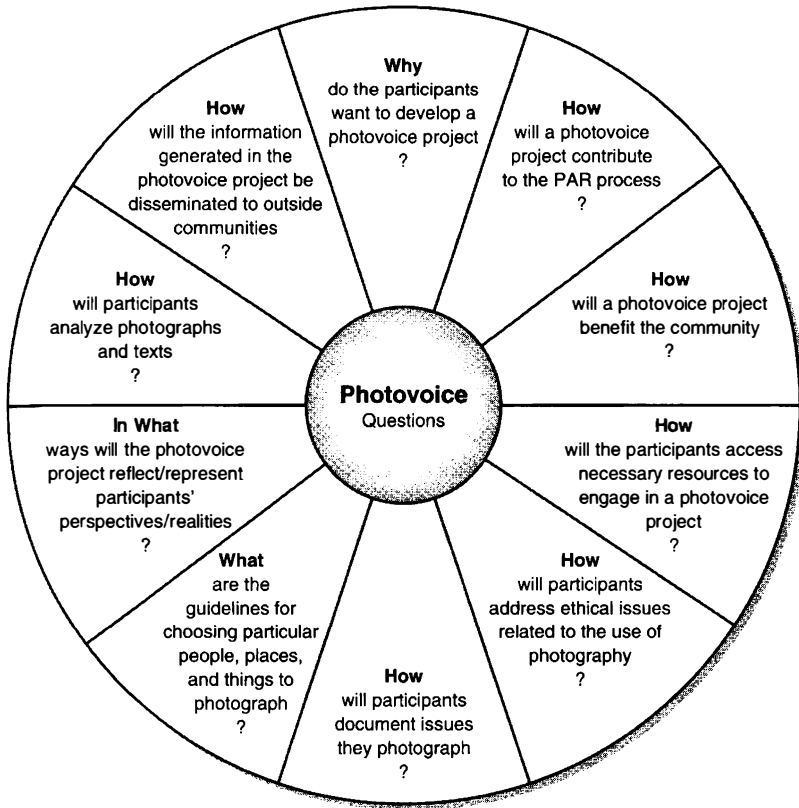 Why
do the participants
want to develop a
photovoice project
?
How
will a photovoice
project contribute
to the PAR process
?
How
will a photovoice project
benefit the community
?
How
will the participants access
necessary resources to
engage in a photovoice
project
?
How
will participants
address ethical issues
related to the use of
photography
?
How
will participants
document issues
they photograph
?
What
are the
guidelines for
choosing particular
people, places,
and things to
photograph
?
In What
ways will the photovoice
project reflect/represent
participants'
perspectives/realities
?
How
will participants
analyze photographs
and texts
?
How
will the information
generated in the
photovoice project be
disseminated to outside
communities
?
Photovoice
Questions